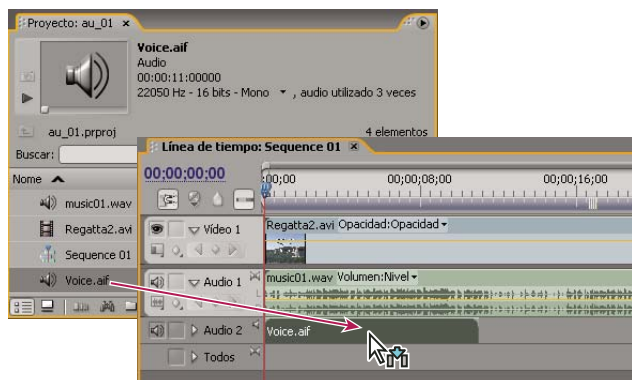 Proyecto: au_01 ×
Voice.aif
Audio
00:00:11:00000
22050 Hz - 16 bits - Mono , audio utilizado 3 veces
au_01.prproj
4 elementos
Buscar:
Nome
music01.wav
Regatta2.avi
Sequence 01
Voice.aif
Línea de tiempo: Sequence 01 ×
00;00;00;00
;00;00
00;00;08;00
00;00;16;00
Vídeo 1
Regatta2.avi Opacidad:Opacidad
Audio 1
music01.wav Volumen:Nivel
Audio 2
Voice.aif
Todos